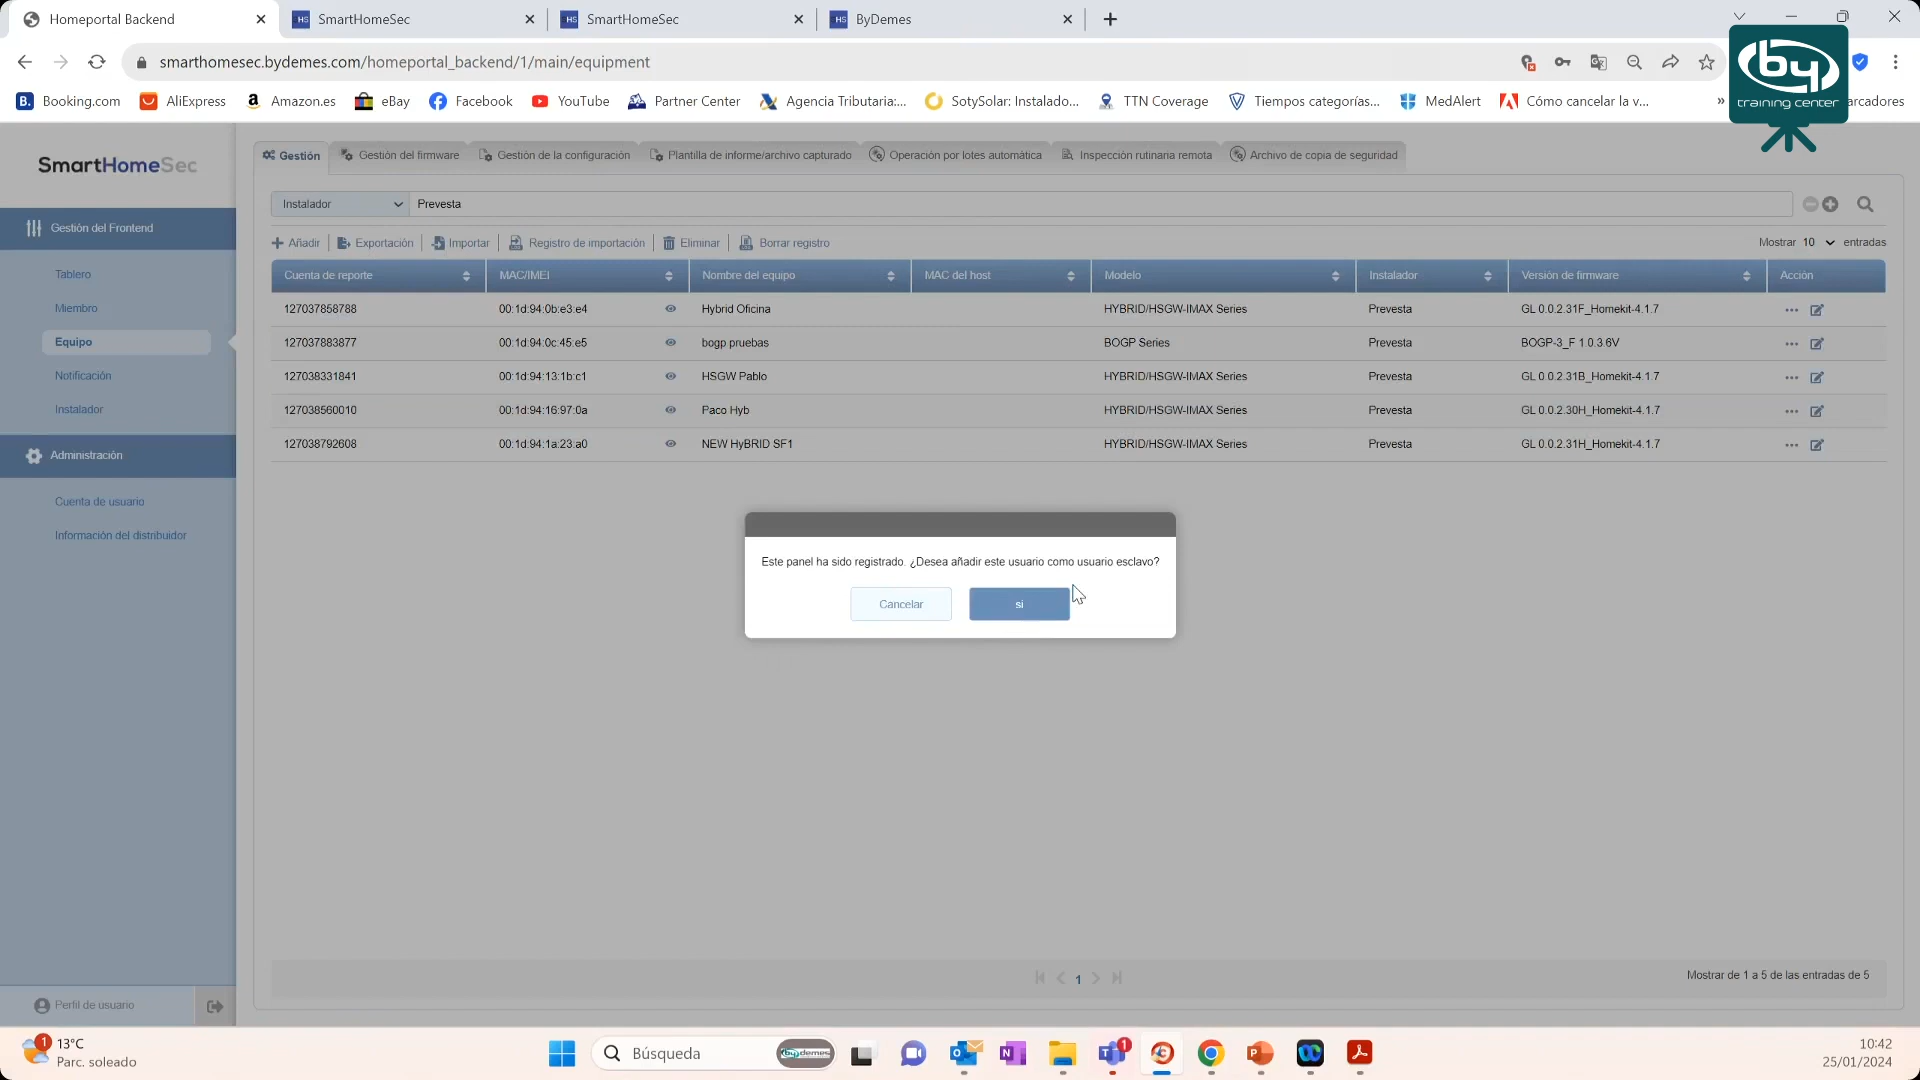 Homeportal Backend
HS SmartHomeSec
HS SmartHomeSec
HS ByDemes
smarthomesec.bydemes.com/homeportal_backend/1/main/equipment
by
training center
B. Booking.com
AliExpress
a Amazon.es
eBay
Facebook
YouTube
Partner Center
Agencia Tributaria:...
SotySolar: Instalado...
TTN Coverage
Tiempos categorías...
MedAlert
Cómo cancelar la v...
»
arcadores
SmartHomeSec
Gestión
Gestión del firmware
Gestión de la configuración
Plantilla de informe/archivo capturado
Operación por lotes automática
Inspección rutinaria remota
Archivo de copia de seguridad
Instalador
Prevesta
Gestión del Frontend
Añadir
Exportación
Importar
Registro de importación
Eliminar
Borrar registro
Mostrar 10 entradas
Cuenta de reporte MAC/IMEI Nombre del equipo MAC del host Modelo Instalador Versión de firmware Acción
127037858788 00:1d:94:0b:e3:e4 Hybrid Oficina HYBRID/HSGW-IMAX Series Prevesta GL 0.0.2.31F_Homekit-4.1.7 ...
127037883877 00:1d:94:0c:45:e5 bogp pruebas BOGP Series Prevesta BOGP-3_F 1.0.3.6V ...
127038331841 00:1d:94:13:1b:c1 HSGW Pablo HYBRID/HSGW-IMAX Series Prevesta GL 0.0.2.31B_Homekit-4.1.7 ...
127038560010 00:1d:94:16:97:0a Paco Hyb HYBRID/HSGW-IMAX Series Prevesta GL 0.0.2.30H_Homekit-4.1.7 ...
127038792608 00:1d:94:1a:23:a0 NEW HyBRID SF1 HYBRID/HSGW-IMAX Series Prevesta GL 0.0.2.31H_Homekit-4.1.7 ...
Tablero
Miembro
Equipo
Notificación
Instalador
Administración
Cuenta de usuario
Información del distribuidor
Este panel ha sido registrado. ¿Desea añadir este usuario como usuario esclavo?
Cancelar
si
1
Mostrar de 1 a 5 de las entradas de 5
Perfil de usuario
1
13°C
Parc. soleado
Búsqueda
bydemes
1
10:42
25/01/2024